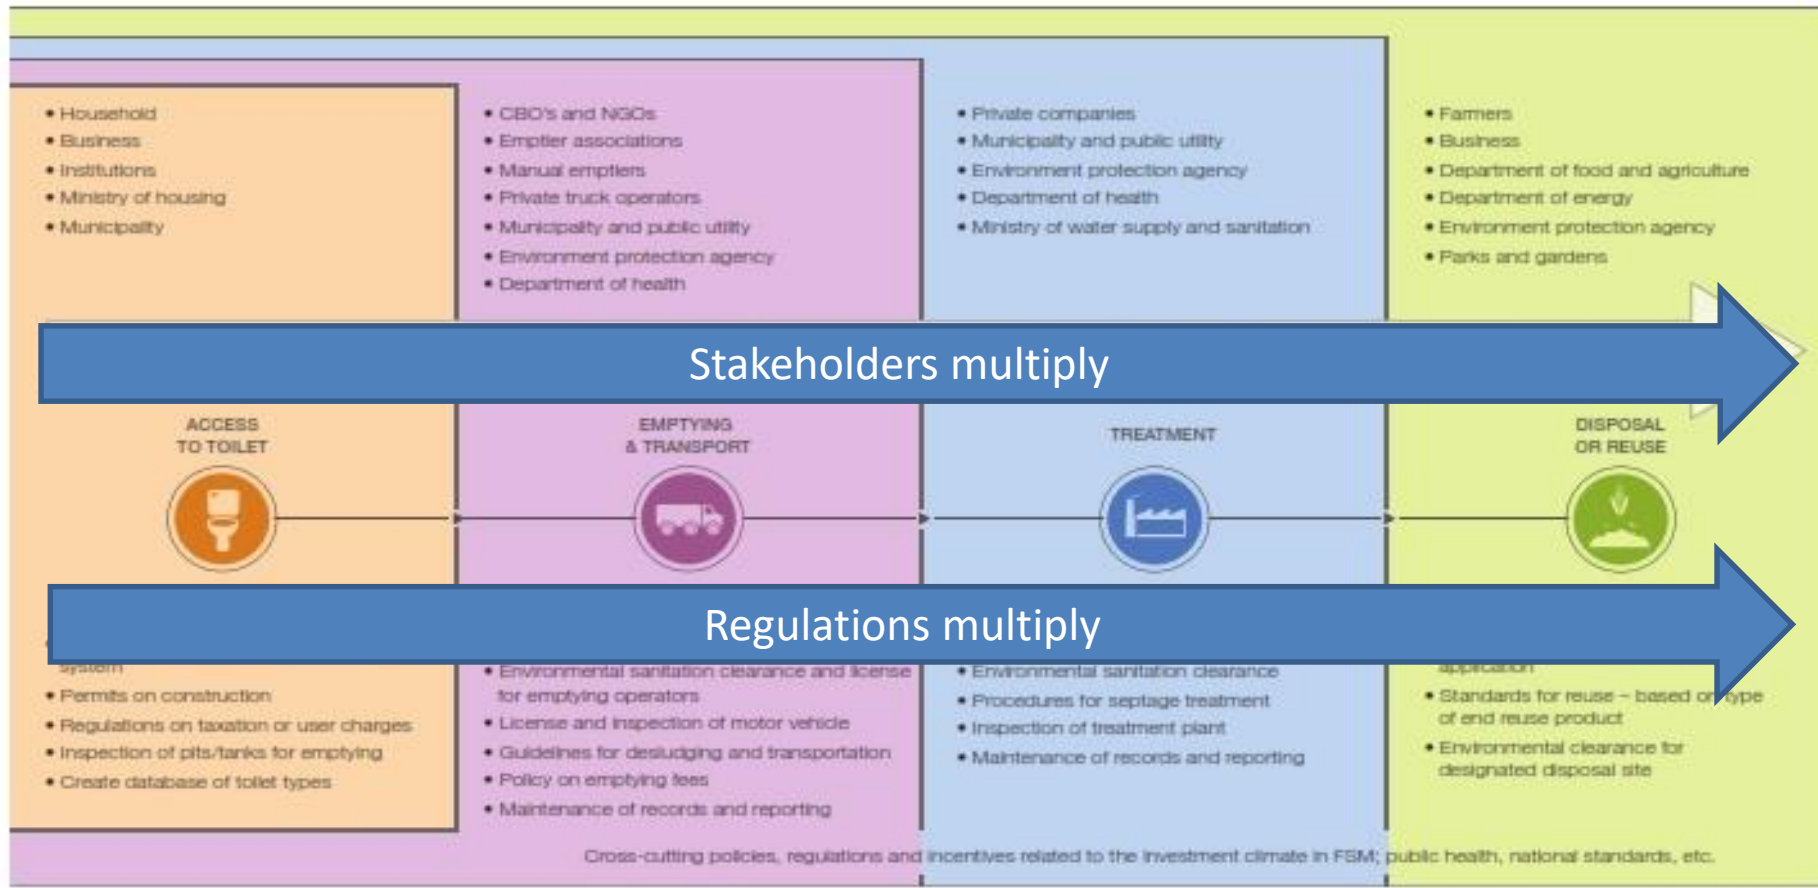 • Household
• Business
• Institutions
• Ministry of housing
• Municipality
• CBO's and NGOs
• Emptier associations
• Manual emptiers
• Private truck operators
• Municipality and public utility
• Environment protection agency
• Department of health
• Private companies
• Municipality and public utility
• Environment protection agency
• Department of health
• Ministry of water supply and sanitation
• Farmers
• Business
• Department of food and agriculture
• Department of energy
• Environment protection agency
• Parks and gardens
Stakeholders multiply
ACCESS
TO TOILET
EMPTYING
& TRANSPORT
TREATMENT
DISPOSAL
OR REUSE
Regulations multiply
system
• Permits on construction
• Regulations on taxation or user charges
• Inspection of pits/tanks for emptying
• Create database of toilet types
• Environmental sanitation clearance and license
for emptying operators
• License and inspection of motor vehicle
• Guidelines for desludging and transportation
• Policy on emptying fees
• Maintenance of records and reporting
• Environmental sanitation clearance
• Procedures for septage treatment
• Inspection of treatment plant
• Maintenance of records and reporting
application
• Standards for reuse – based on type
of end reuse product
• Environmental clearance for
designated disposal site
Cross-cutting policies, regulations and incentives related to the investment climate in FSM; public health, national standards, etc.